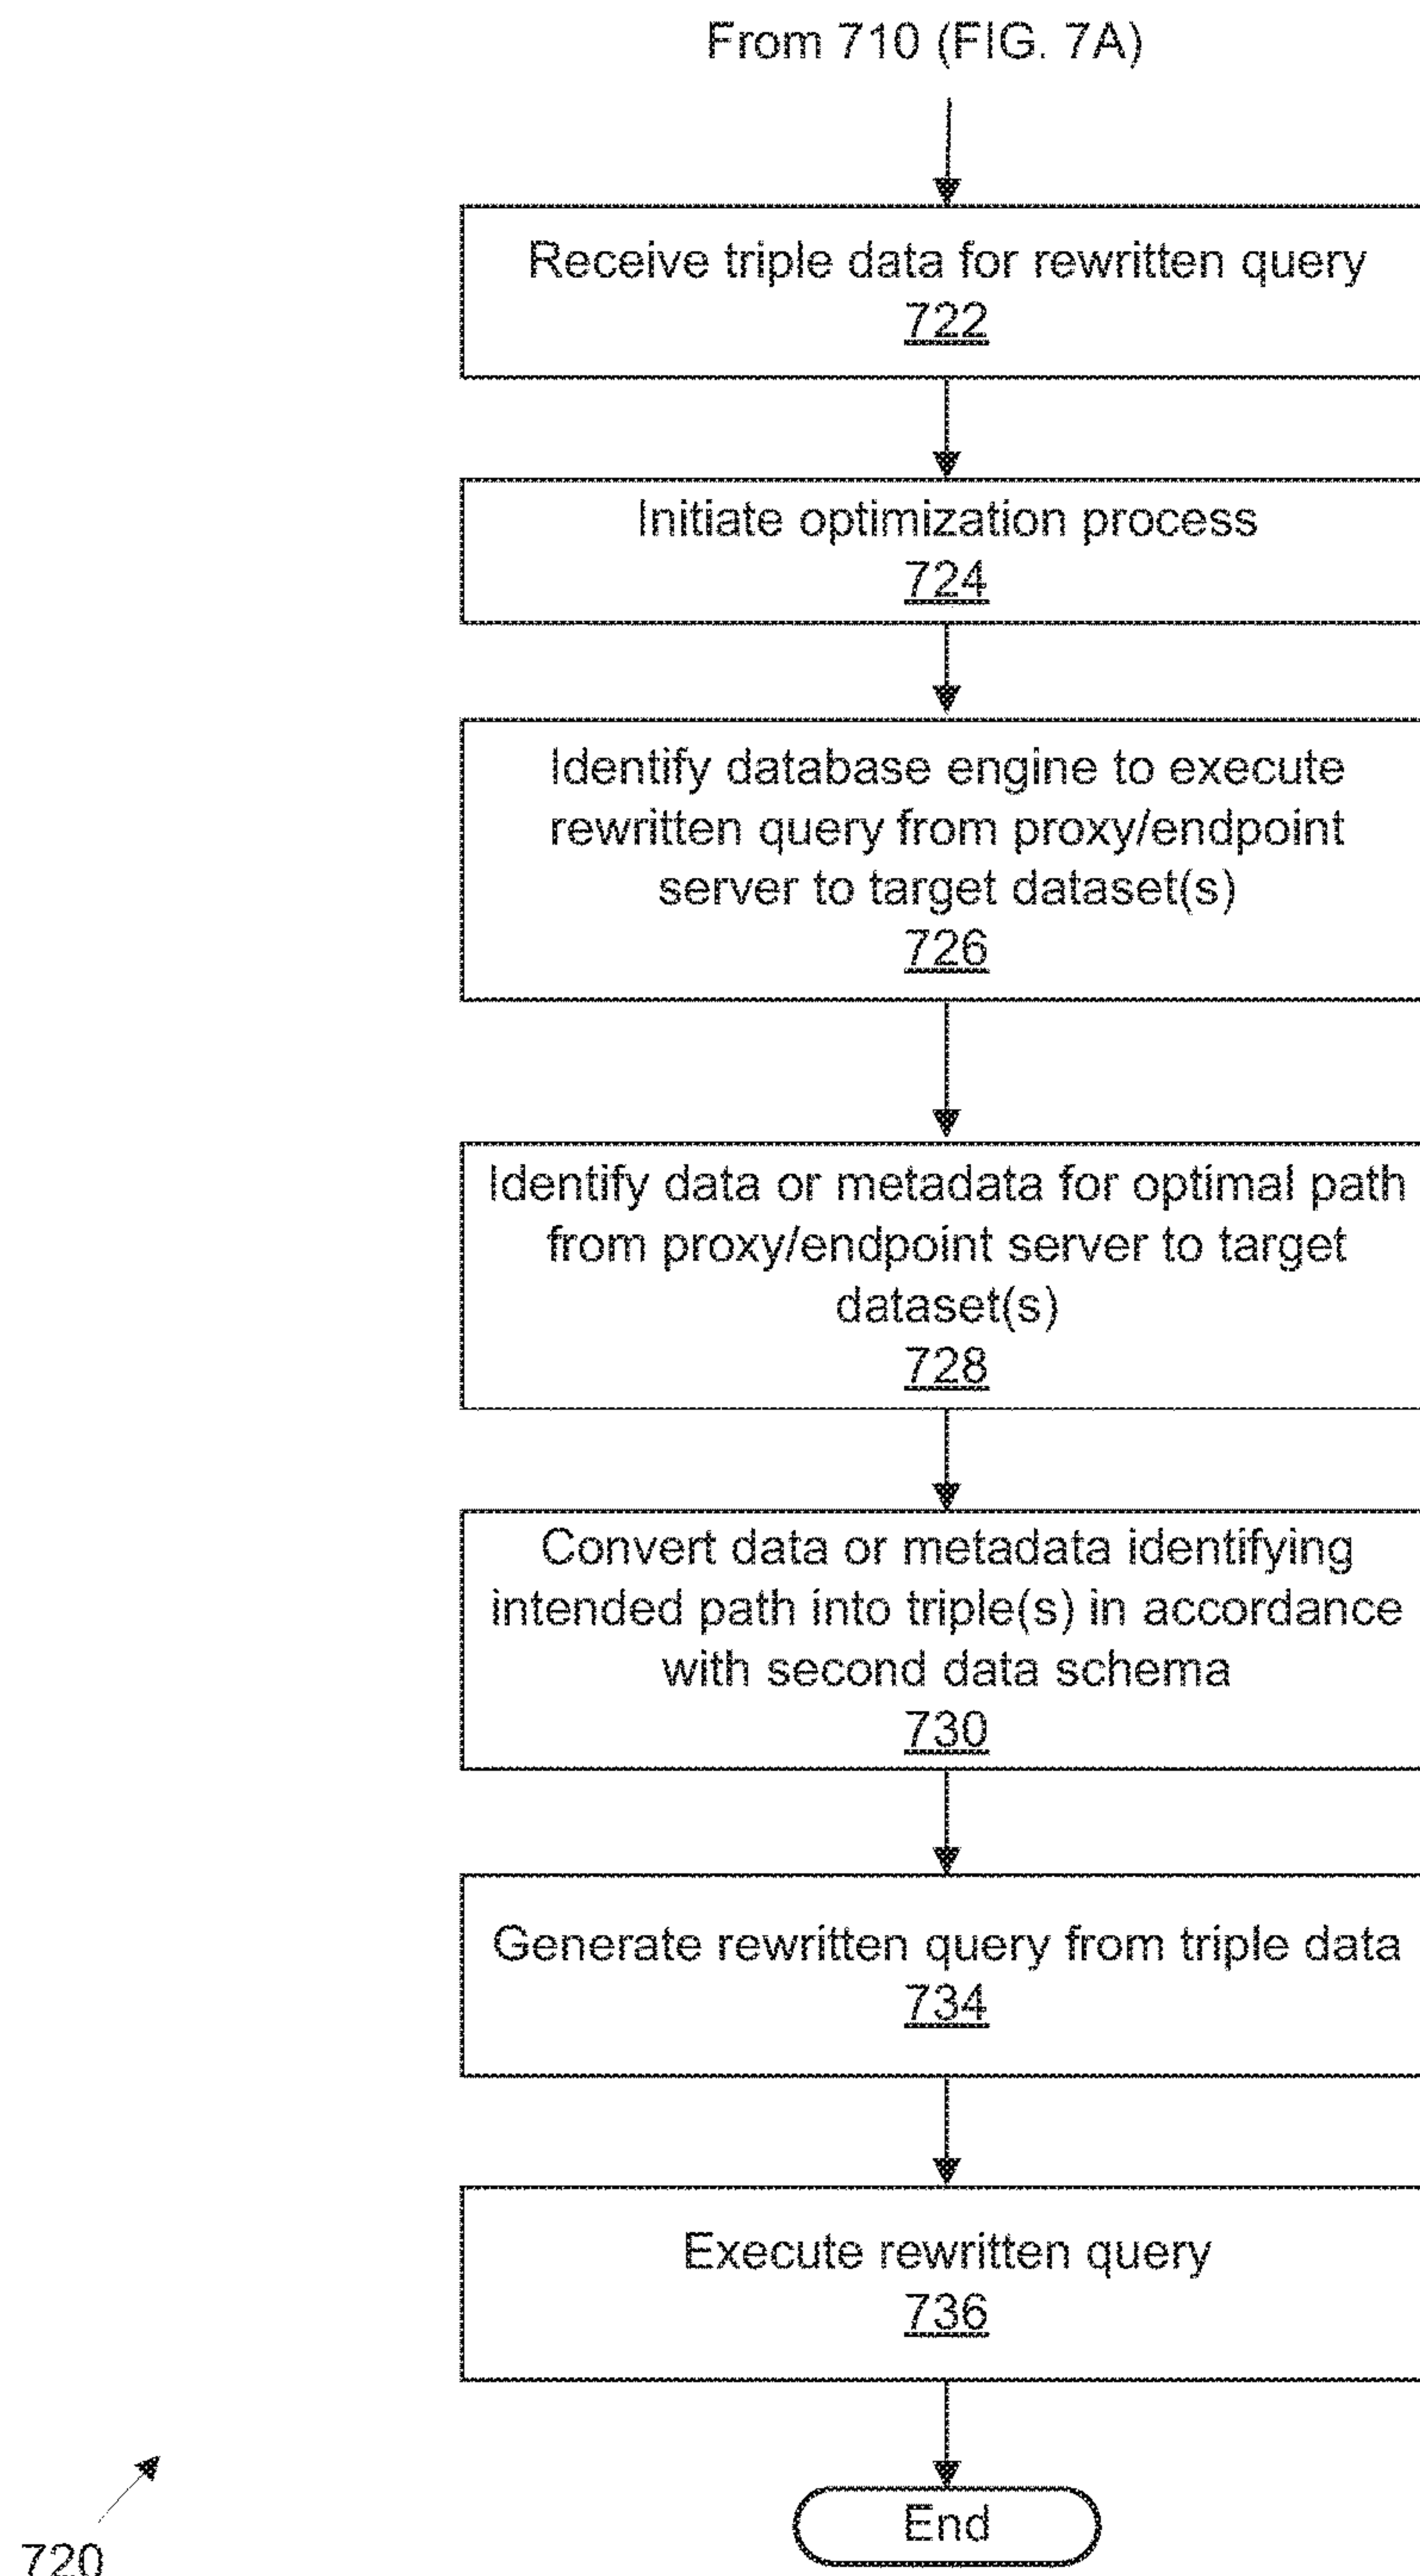 From 710 (FIG. 7A)
Receive triple data for rewritten query
722
Initiate optimization process
724
Identify database engine to execute
rewritten query from proxy/endpoint
server to target dataset(s)
726
Identify data or metadata for optimal path
from proxy/endpoint server to target
dataset(s)
728
Convert data or metadata identifying
intended path into triple(s) in accordance
with second data schema
730
Generate rewritten query from triple data
734
Execute rewritten query
736
End
720